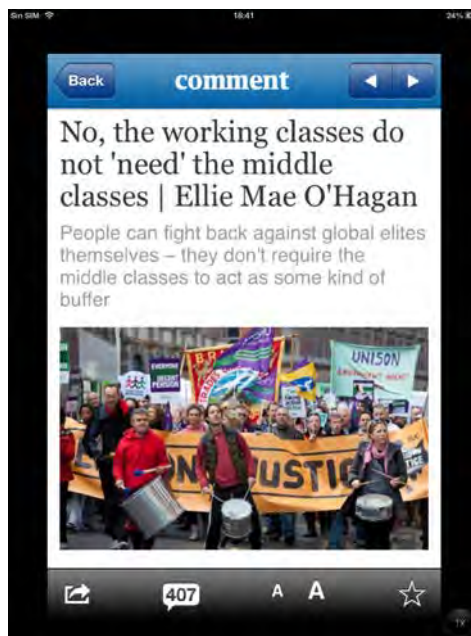 Sin SIM 18:41 24%
Back comment
No, the working classes do
not 'need' the middle
classes | Ellie Mae O'Hagan
People can fight back against global elites
themselves – they don't require the
middle classes to act as some kind of
buffer
UNISON
JUSTICE
407 A A
1x